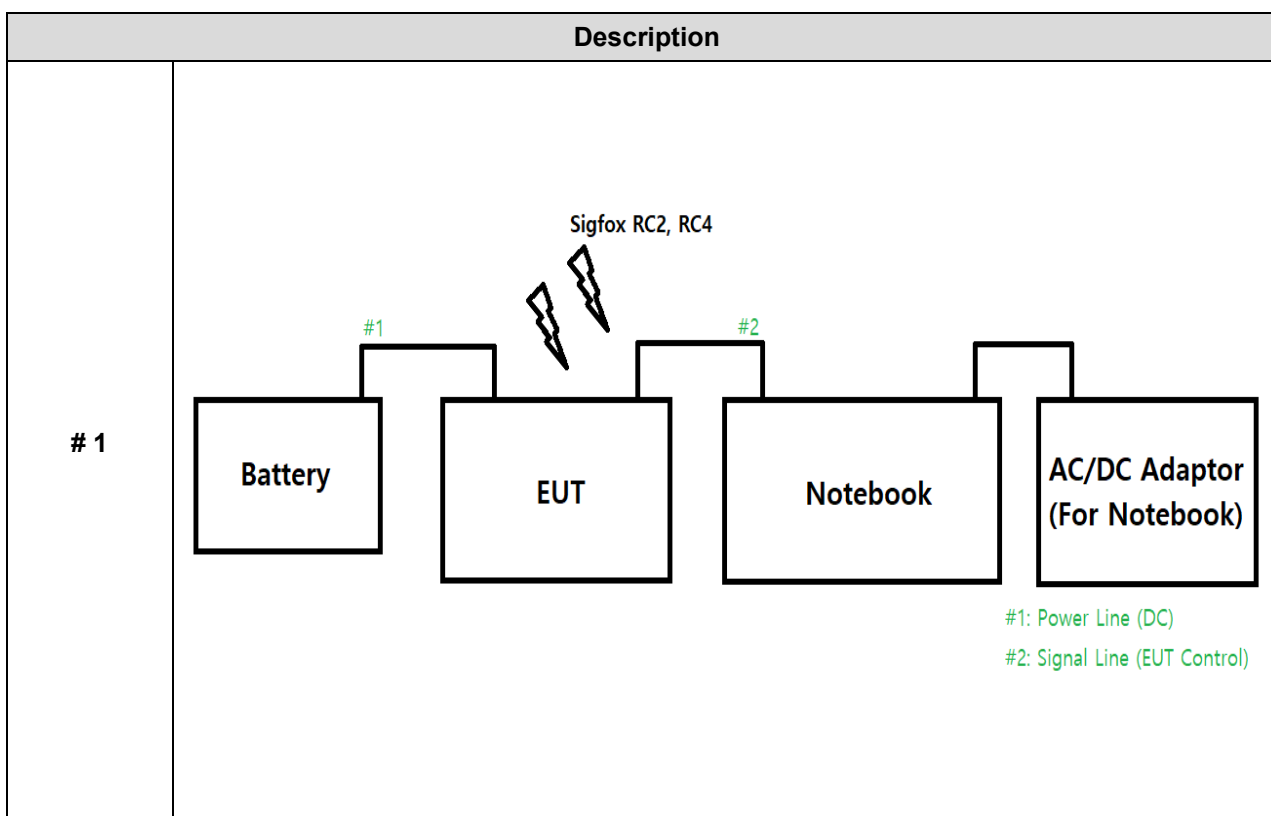 Description
# 1
Sigfox RC2, RC4
#1
#2
Battery
EUT
Notebook
AC/DC Adaptor
(For Notebook)
#1: Power Line (DC)
#2: Signal Line (EUT Control)